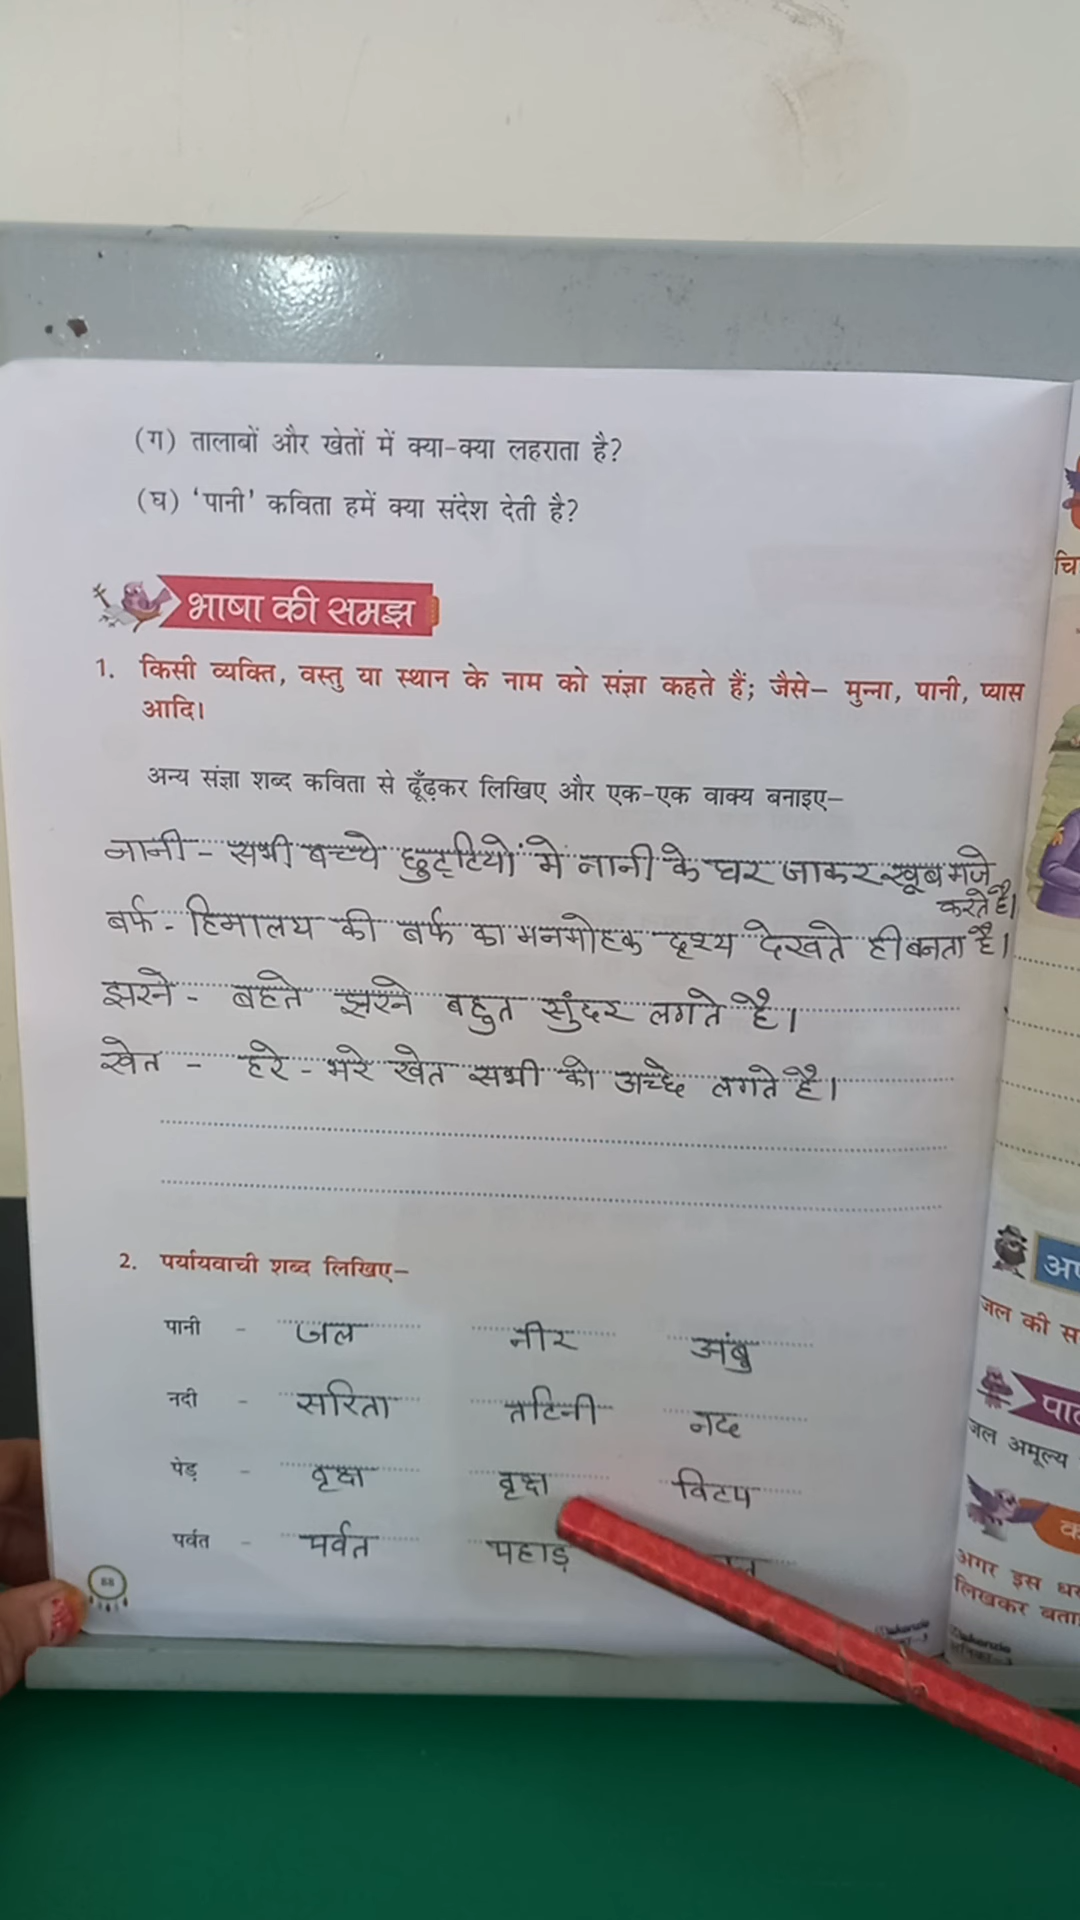 (ग) तालाबों और खेतों में क्या-क्या लहराता है?
(घ) 'पानी' कविता हमें क्या संदेश देती है?
भाषा की समझ
1. किसी व्यक्ति, वस्तु या स्थान के नाम को संज्ञा कहते हैं; जैसे– मुन्ना, पानी, प्यास
आदि।
अन्य संज्ञा शब्द कविता से ढूँढ़कर लिखिए और एक-एक वाक्य बनाइए–
नानी - सभी बच्चे छुट्टियों में नानी के घर जाकर खूब मजे
करते हैं।
बर्फ - हिमालय की बर्फ का मनमोहक दृश्य देखते ही बनता है।
झरने - बहते झरने बहुत सुंदर लगते है।
खेत - हरे-भरे खेत सभी को अच्छे लगते है।
2. पर्यायवाची शब्द लिखिए–
पानी - जल नीर अंबु
नदी - सरिता तटिनी नद
पेड़ - वृक्ष वृक्ष विटप
पर्वत - पर्वत पहाड़
88
चि
अप
जल की स
पाठ
जल अमूल्य
क
अगर इस धर
लिखकर बता